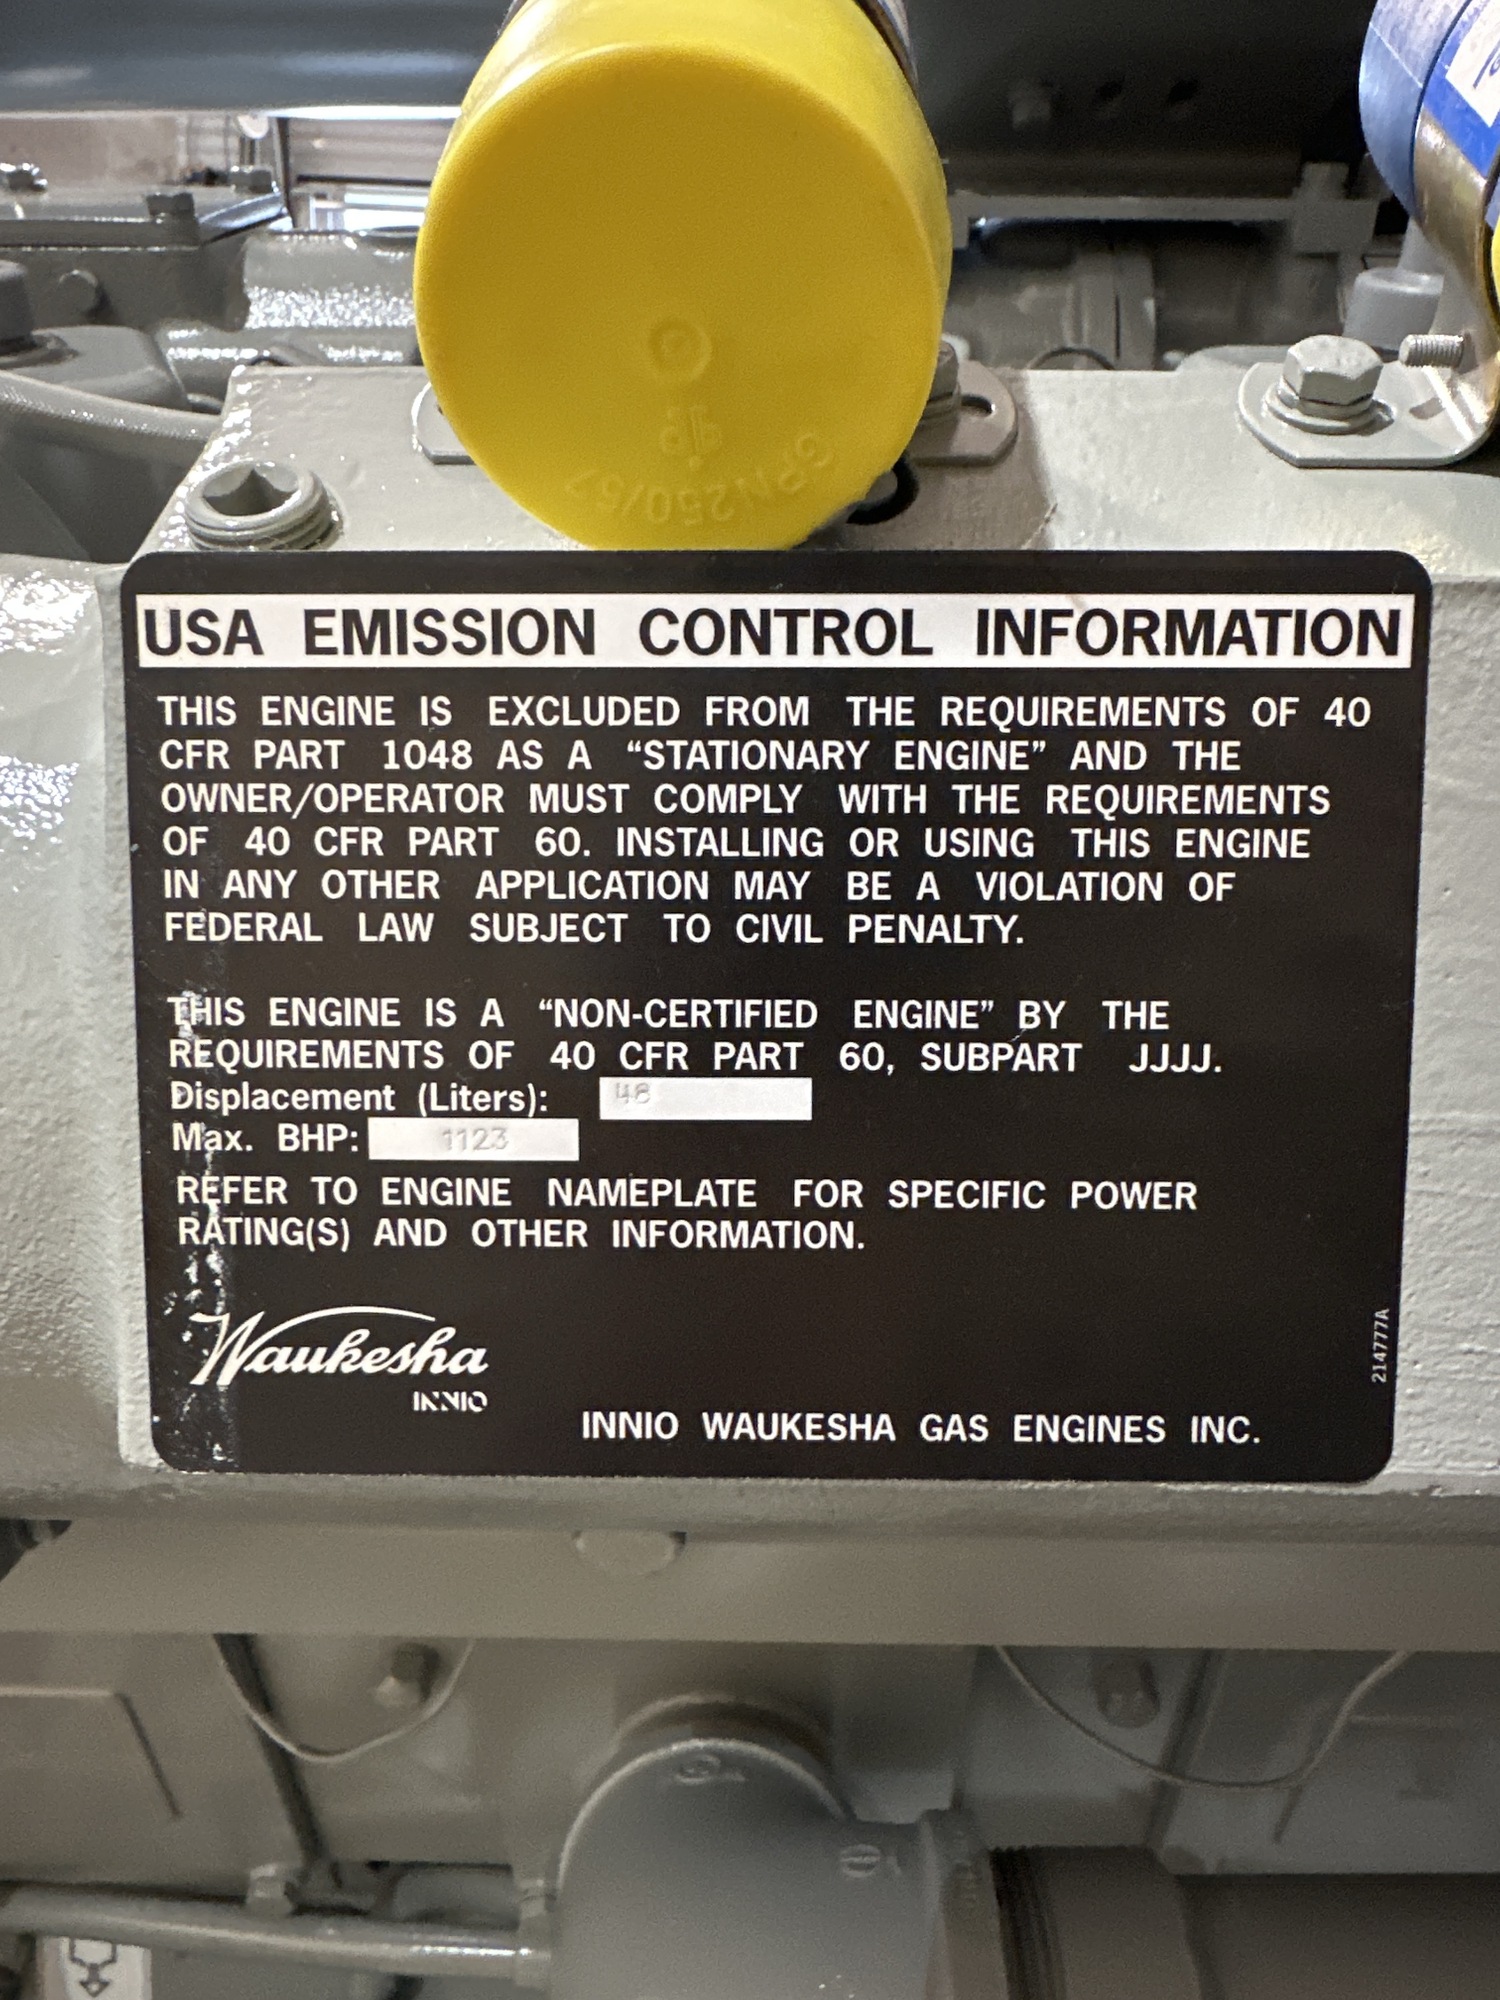 GPN250/57
USA EMISSION CONTROL INFORMATION
THIS ENGINE IS EXCLUDED FROM THE REQUIREMENTS OF 40
CFR PART 1048 AS A “STATIONARY ENGINE” AND THE
OWNER/OPERATOR MUST COMPLY WITH THE REQUIREMENTS
OF 40 CFR PART 60. INSTALLING OR USING THIS ENGINE
IN ANY OTHER APPLICATION MAY BE A VIOLATION OF
FEDERAL LAW SUBJECT TO CIVIL PENALTY.
THIS ENGINE IS A “NON-CERTIFIED ENGINE” BY THE
REQUIREMENTS OF 40 CFR PART 60, SUBPART JJJJ.
Displacement (Liters): 48
Max. BHP: 1123
REFER TO ENGINE NAMEPLATE FOR SPECIFIC POWER
RATING(S) AND OTHER INFORMATION.
Waukesha
INNIO
INNIO WAUKESHA GAS ENGINES INC.
214777A